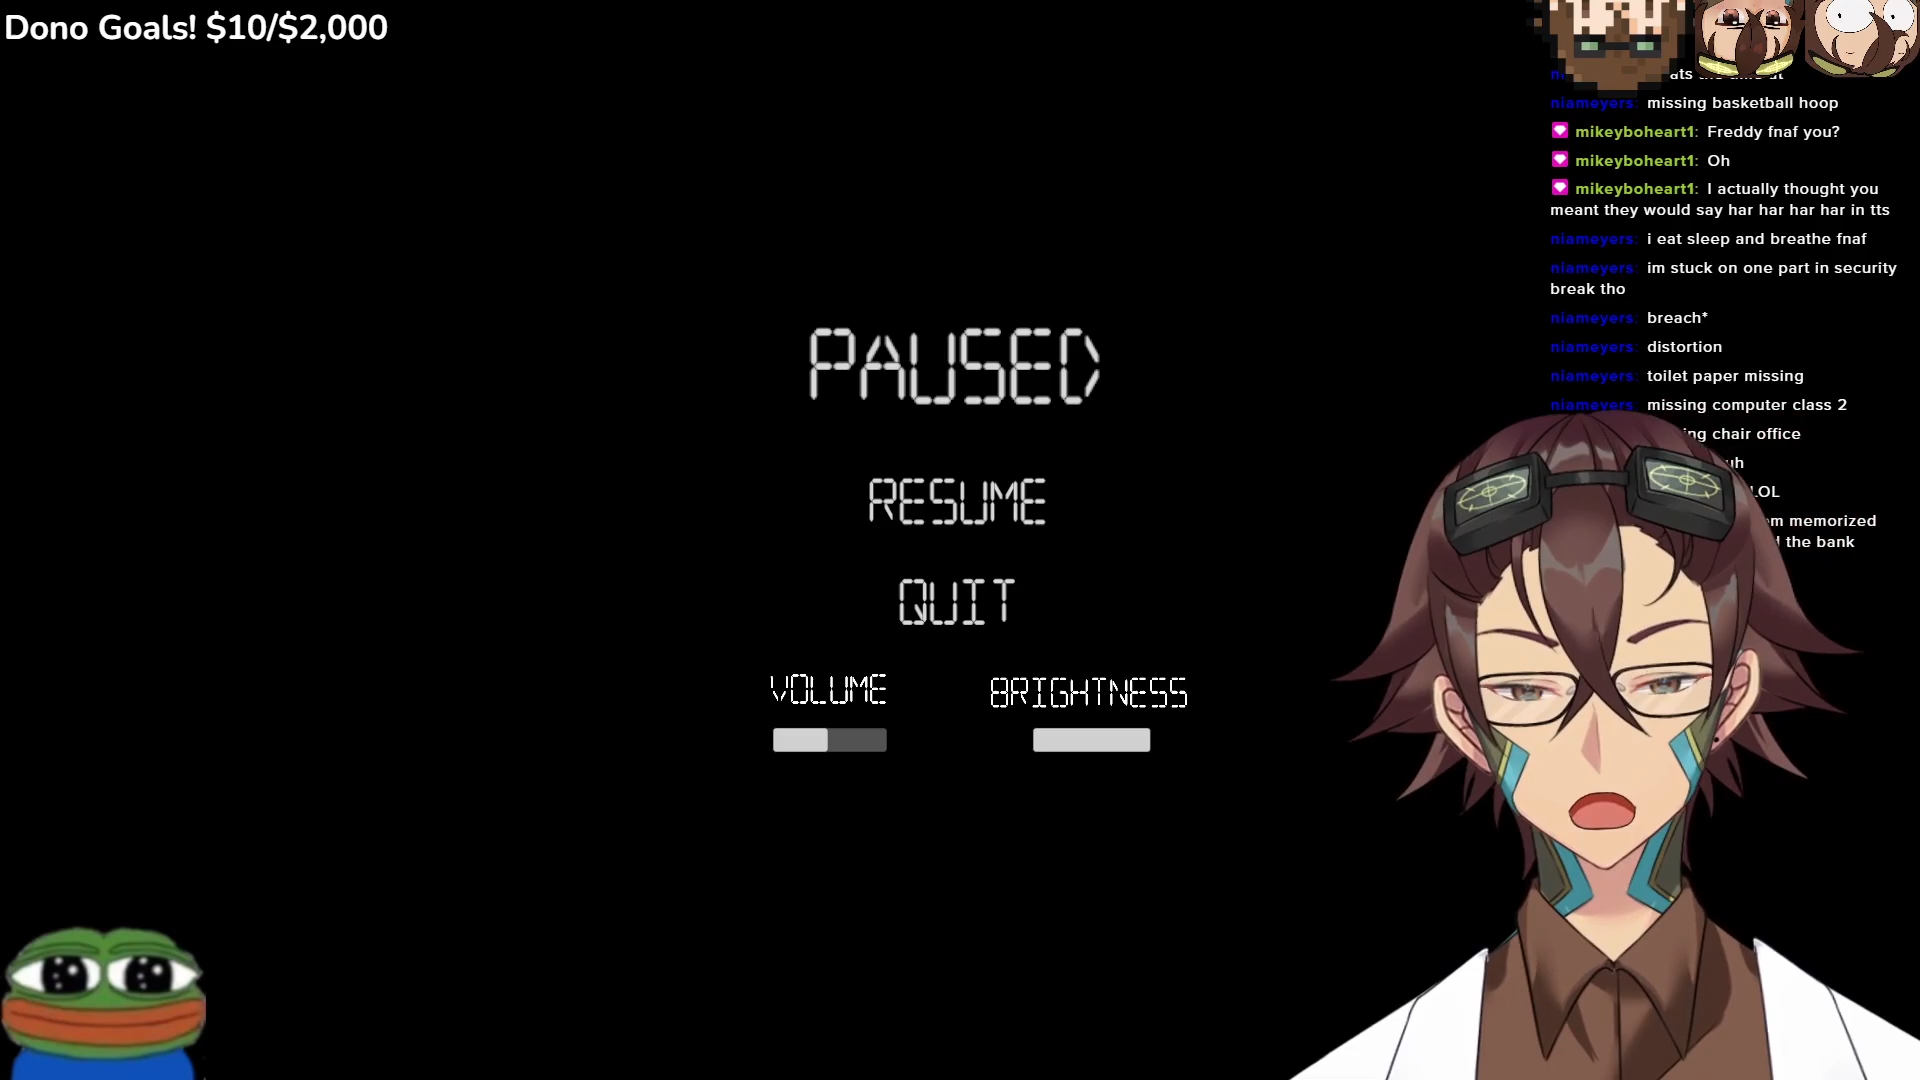 Dono Goals! $10/$2,000
niameyers: missing basketball hoop
mikeyboheart1: Freddy fnaf you?
mikeyboheart1: Oh
mikeyboheart1: I actually thought you
meant they would say har har har har in tts
niameyers: i eat sleep and breathe fnaf
niameyers: im stuck on one part in security
break tho
niameyers: breach*
niameyers: distortion
niameyers: toilet paper missing
niameyers: missing computer class 2
chair office
LOL
memorized
the bank
PAUSED
RESUME
QUIT
VOLUME
BRIGHTNESS